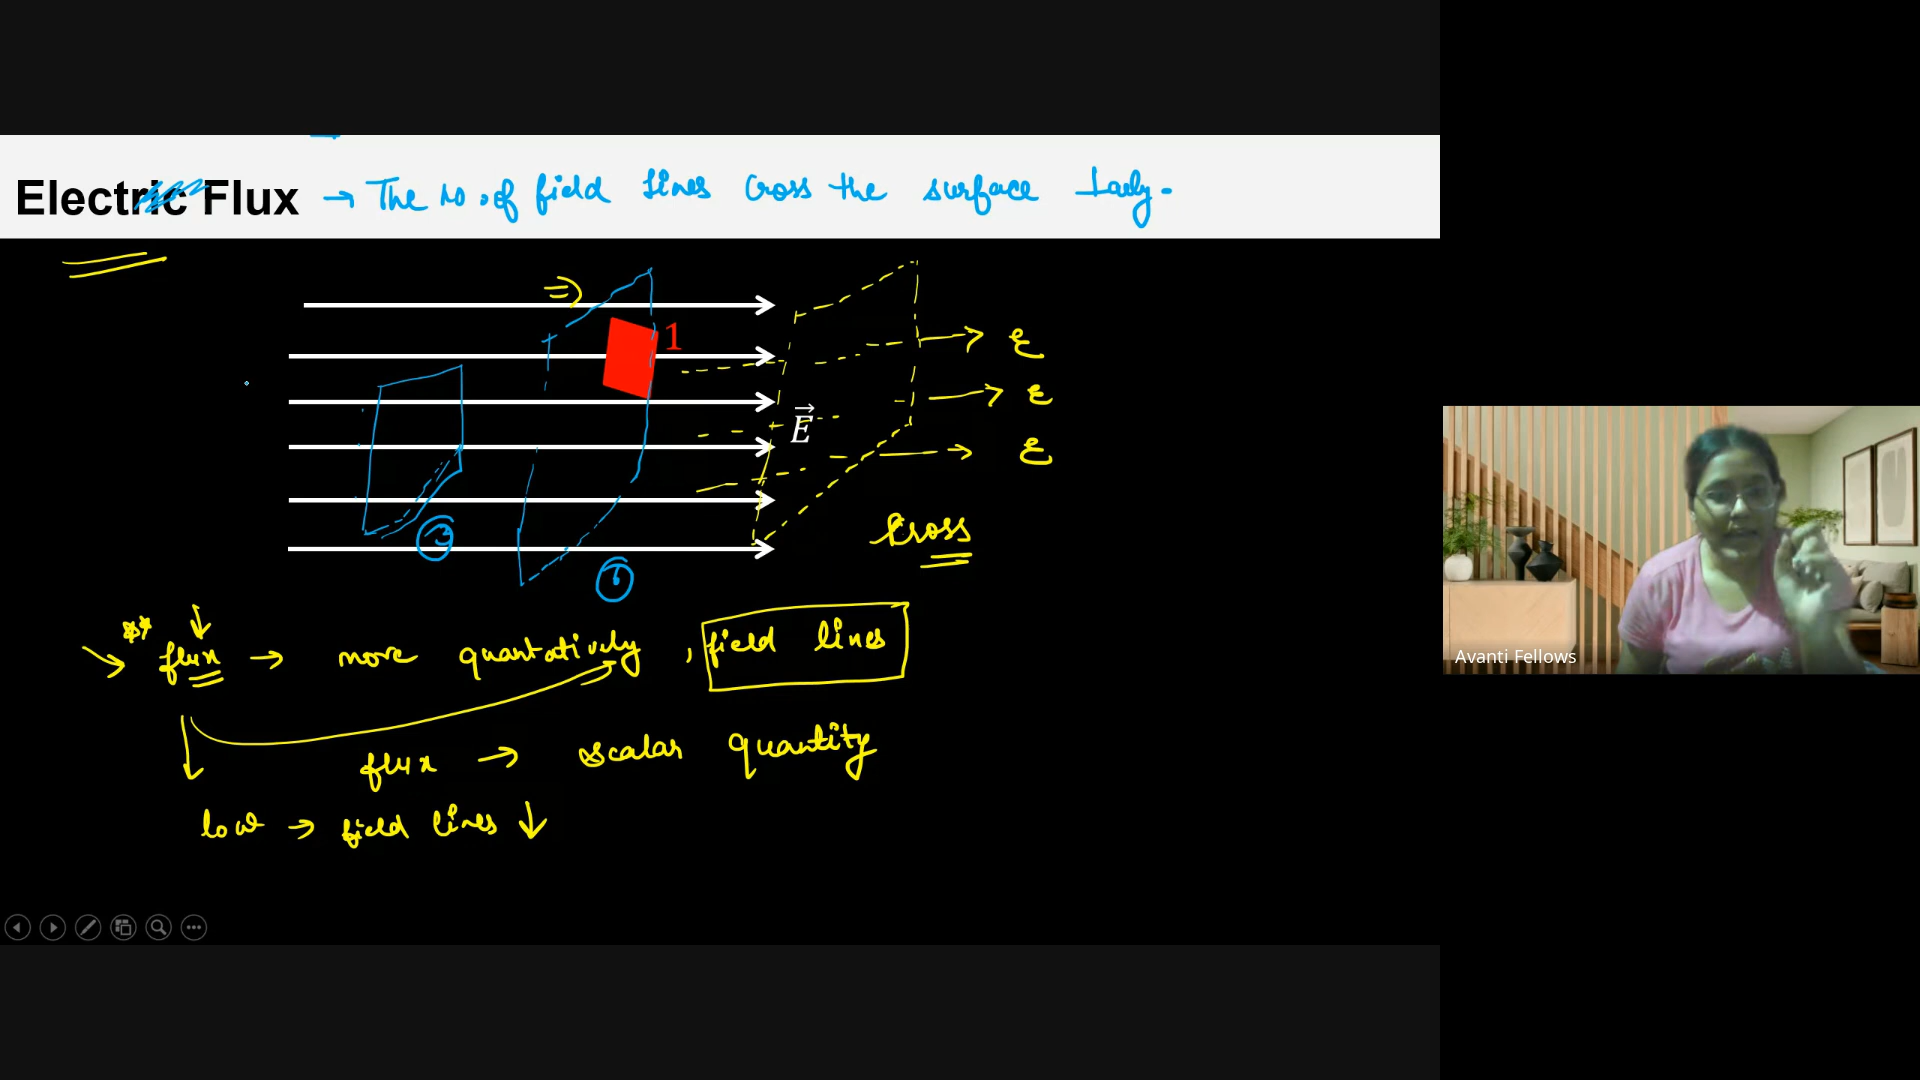 Electric Flux → The no. of field lines cross the surface
1
E
E
E
E
Cross
2
1
** flux → more quantatively, field lines
flux → scalar quantity
low → field lines ↓
Avanti Fellows